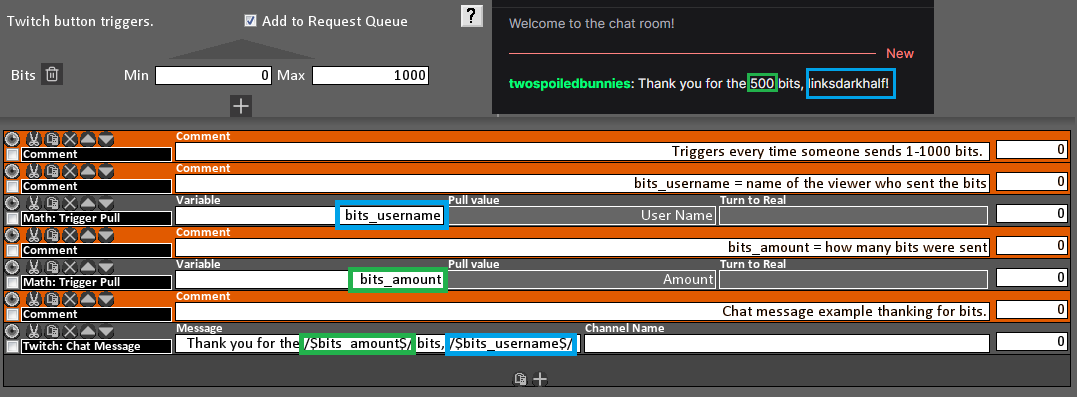 Twitch button triggers.
Add to Request Queue
?
Bits
Min
0
Max
1000
Welcome to the chat room!
New
twospoiledbunnies: Thank you for the 500 bits, linksdarkhalf!
Comment
Comment
Triggers every time someone sends 1-1000 bits.
0
Comment
Comment
bits_username = name of the viewer who sent the bits
0
Variable
Pull value
Turn to Real
Math: Trigger Pull
bits_username
User Name
0
Comment
Comment
bits_amount = how many bits were sent
0
Variable
Pull value
Turn to Real
Math: Trigger Pull
bits_amount
Amount
0
Comment
Comment
Chat message example thanking for bits.
0
Message
Channel Name
Twitch: Chat Message
Thank you for the /$bits_amount$/ bits, /$bits_username$/
0